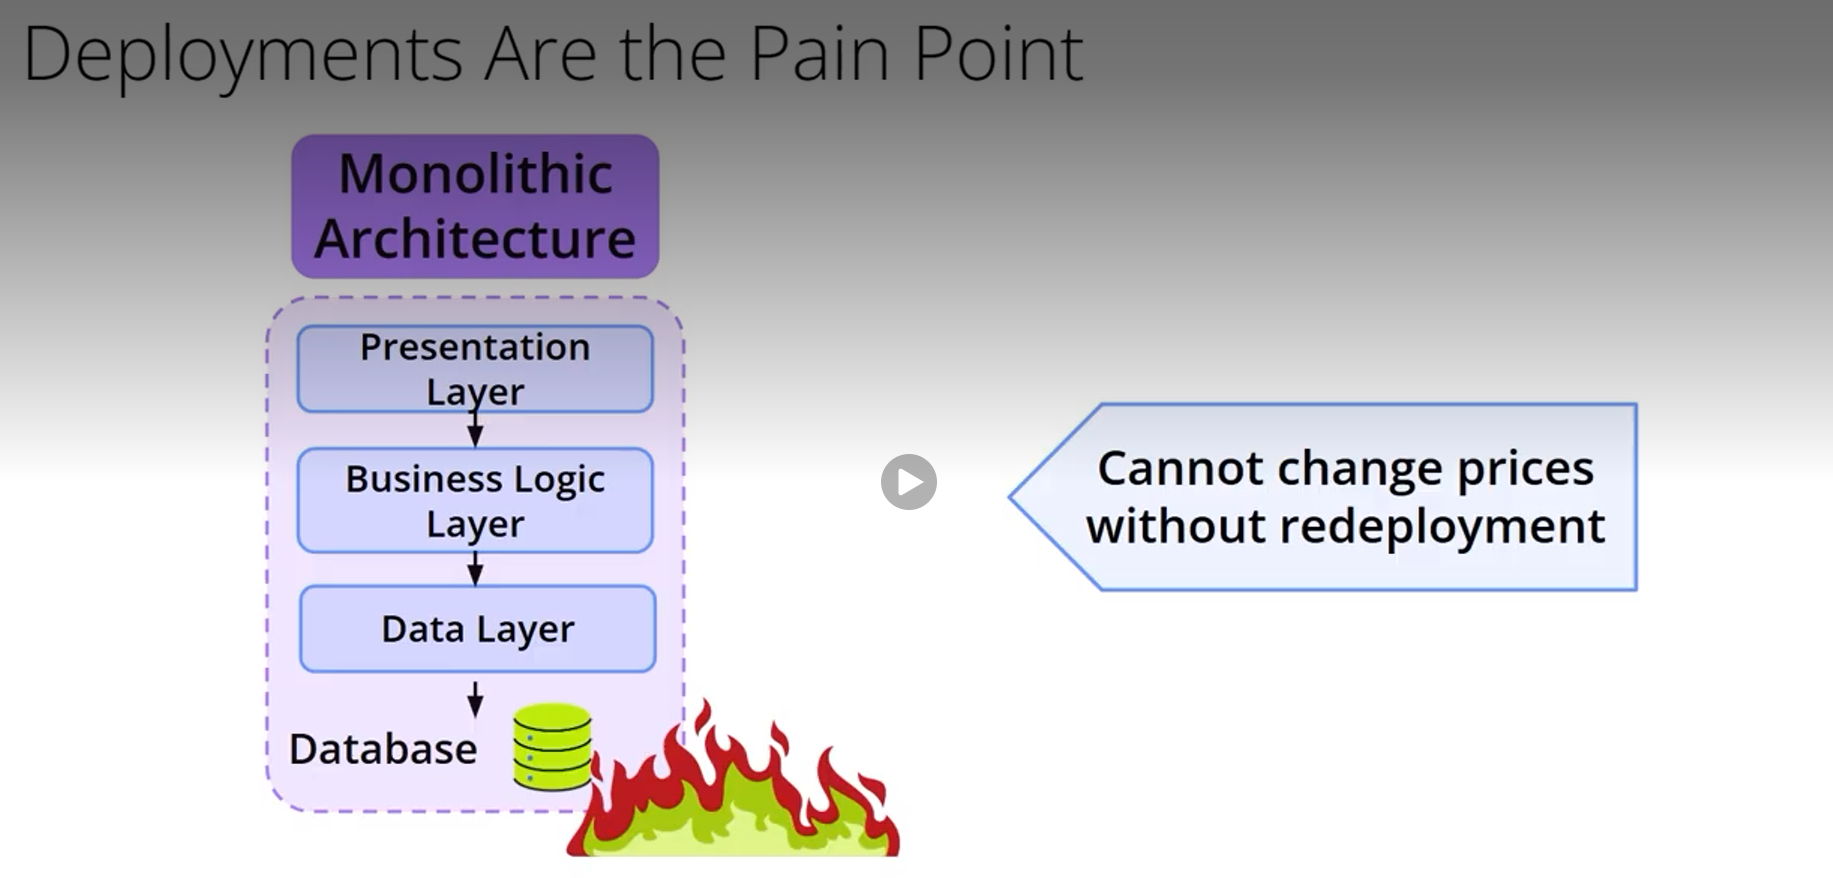 Deployments Are the Pain Point
Monolithic
Architecture
Presentation
Layer
Business Logic
Layer
Data Layer
Database
Cannot change prices
without redeployment